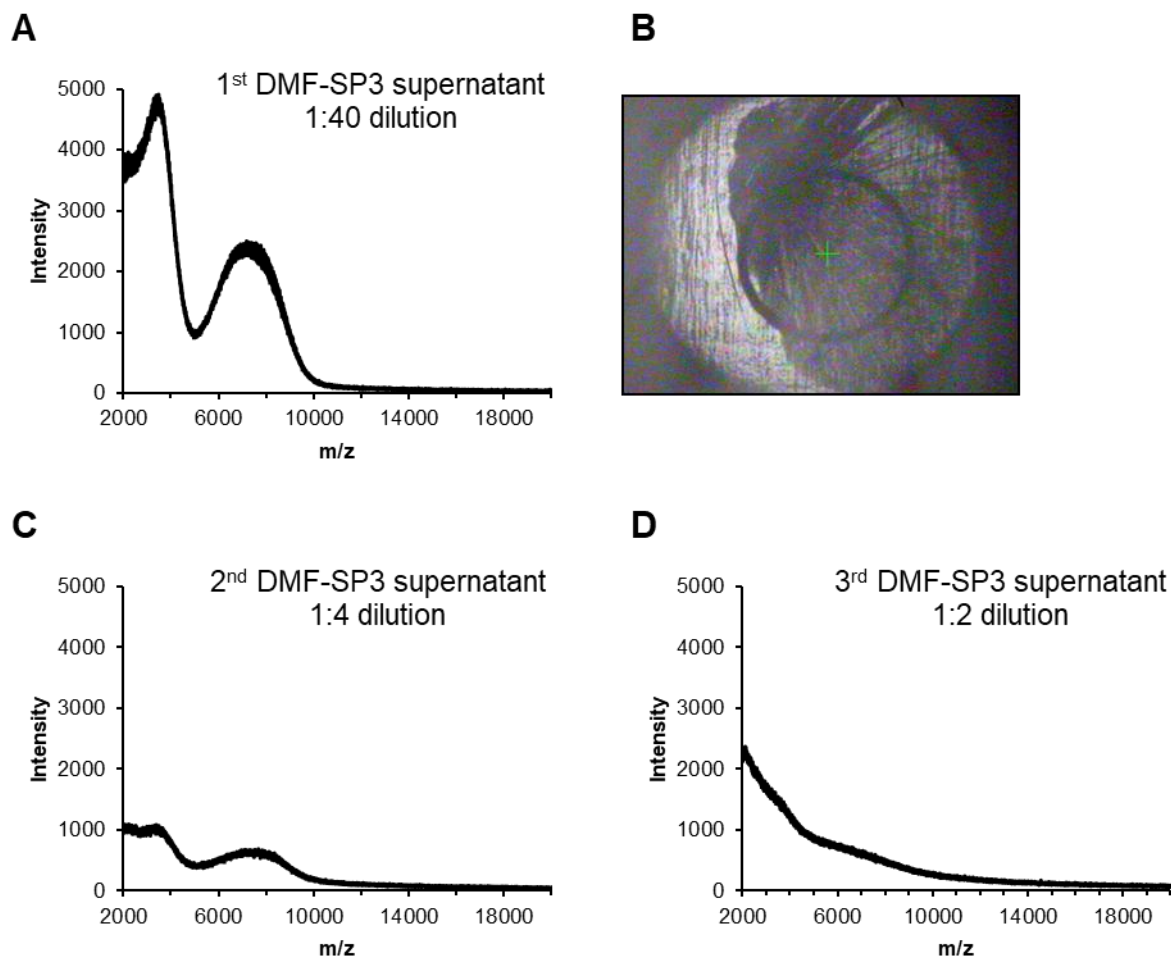 A
1st DMF-SP3 supernatant
1:40 dilution
5000
4000
3000
2000
1000
0
Intensity
2000 6000 10000 14000 18000
m/z
B
C
2nd DMF-SP3 supernatant
1:4 dilution
5000
4000
3000
2000
1000
0
Intensity
2000 6000 10000 14000 18000
m/z
D
3rd DMF-SP3 supernatant
1:2 dilution
5000
4000
3000
2000
1000
0
Intensity
2000 6000 10000 14000 18000
m/z